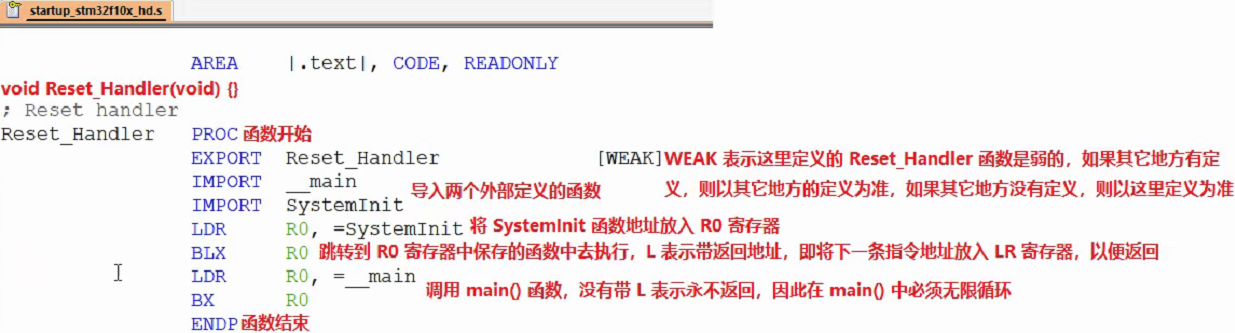 startup_stm32f10x_hd.s
AREA |.text|, CODE, READONLY
void Reset_Handler(void) {}
; Reset handler
Reset_Handler PROC 函数开始
EXPORT Reset_Handler [WEAK]WEAK 表示这里定义的 Reset_Handler 函数是弱的，如果其它地方有定
IMPORT __main 导入两个外部定义的函数 义，则以其它地方的定义为准，如果其它地方没有定义，则以这里定义为准
IMPORT SystemInit
LDR R0, =SystemInit 将 SystemInit 函数地址放入 R0 寄存器
BLX R0 跳转到 R0 寄存器中保存的函数中去执行，L 表示带返回地址，即将下一条指令地址放入 LR 寄存器，以便返回
LDR R0, =__main
BX R0 调用 main() 函数，没有带 L 表示永不返回，因此在 main() 中必须无限循环
ENDP 函数结束